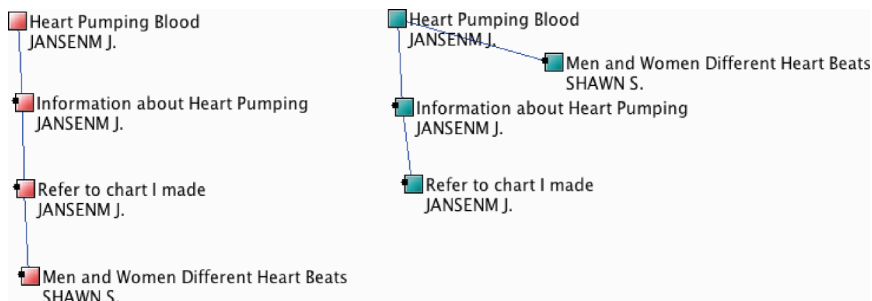 Heart Pumping Blood
JANSENM J.
Information about Heart Pumping
JANSENM J.
Refer to chart I made
JANSENM J.
Men and Women Different Heart Beats
SHAWN S.
Heart Pumping Blood
JANSENM J.
Men and Women Different Heart Beats
SHAWN S.
Information about Heart Pumping
JANSENM J.
Refer to chart I made
JANSENM J.